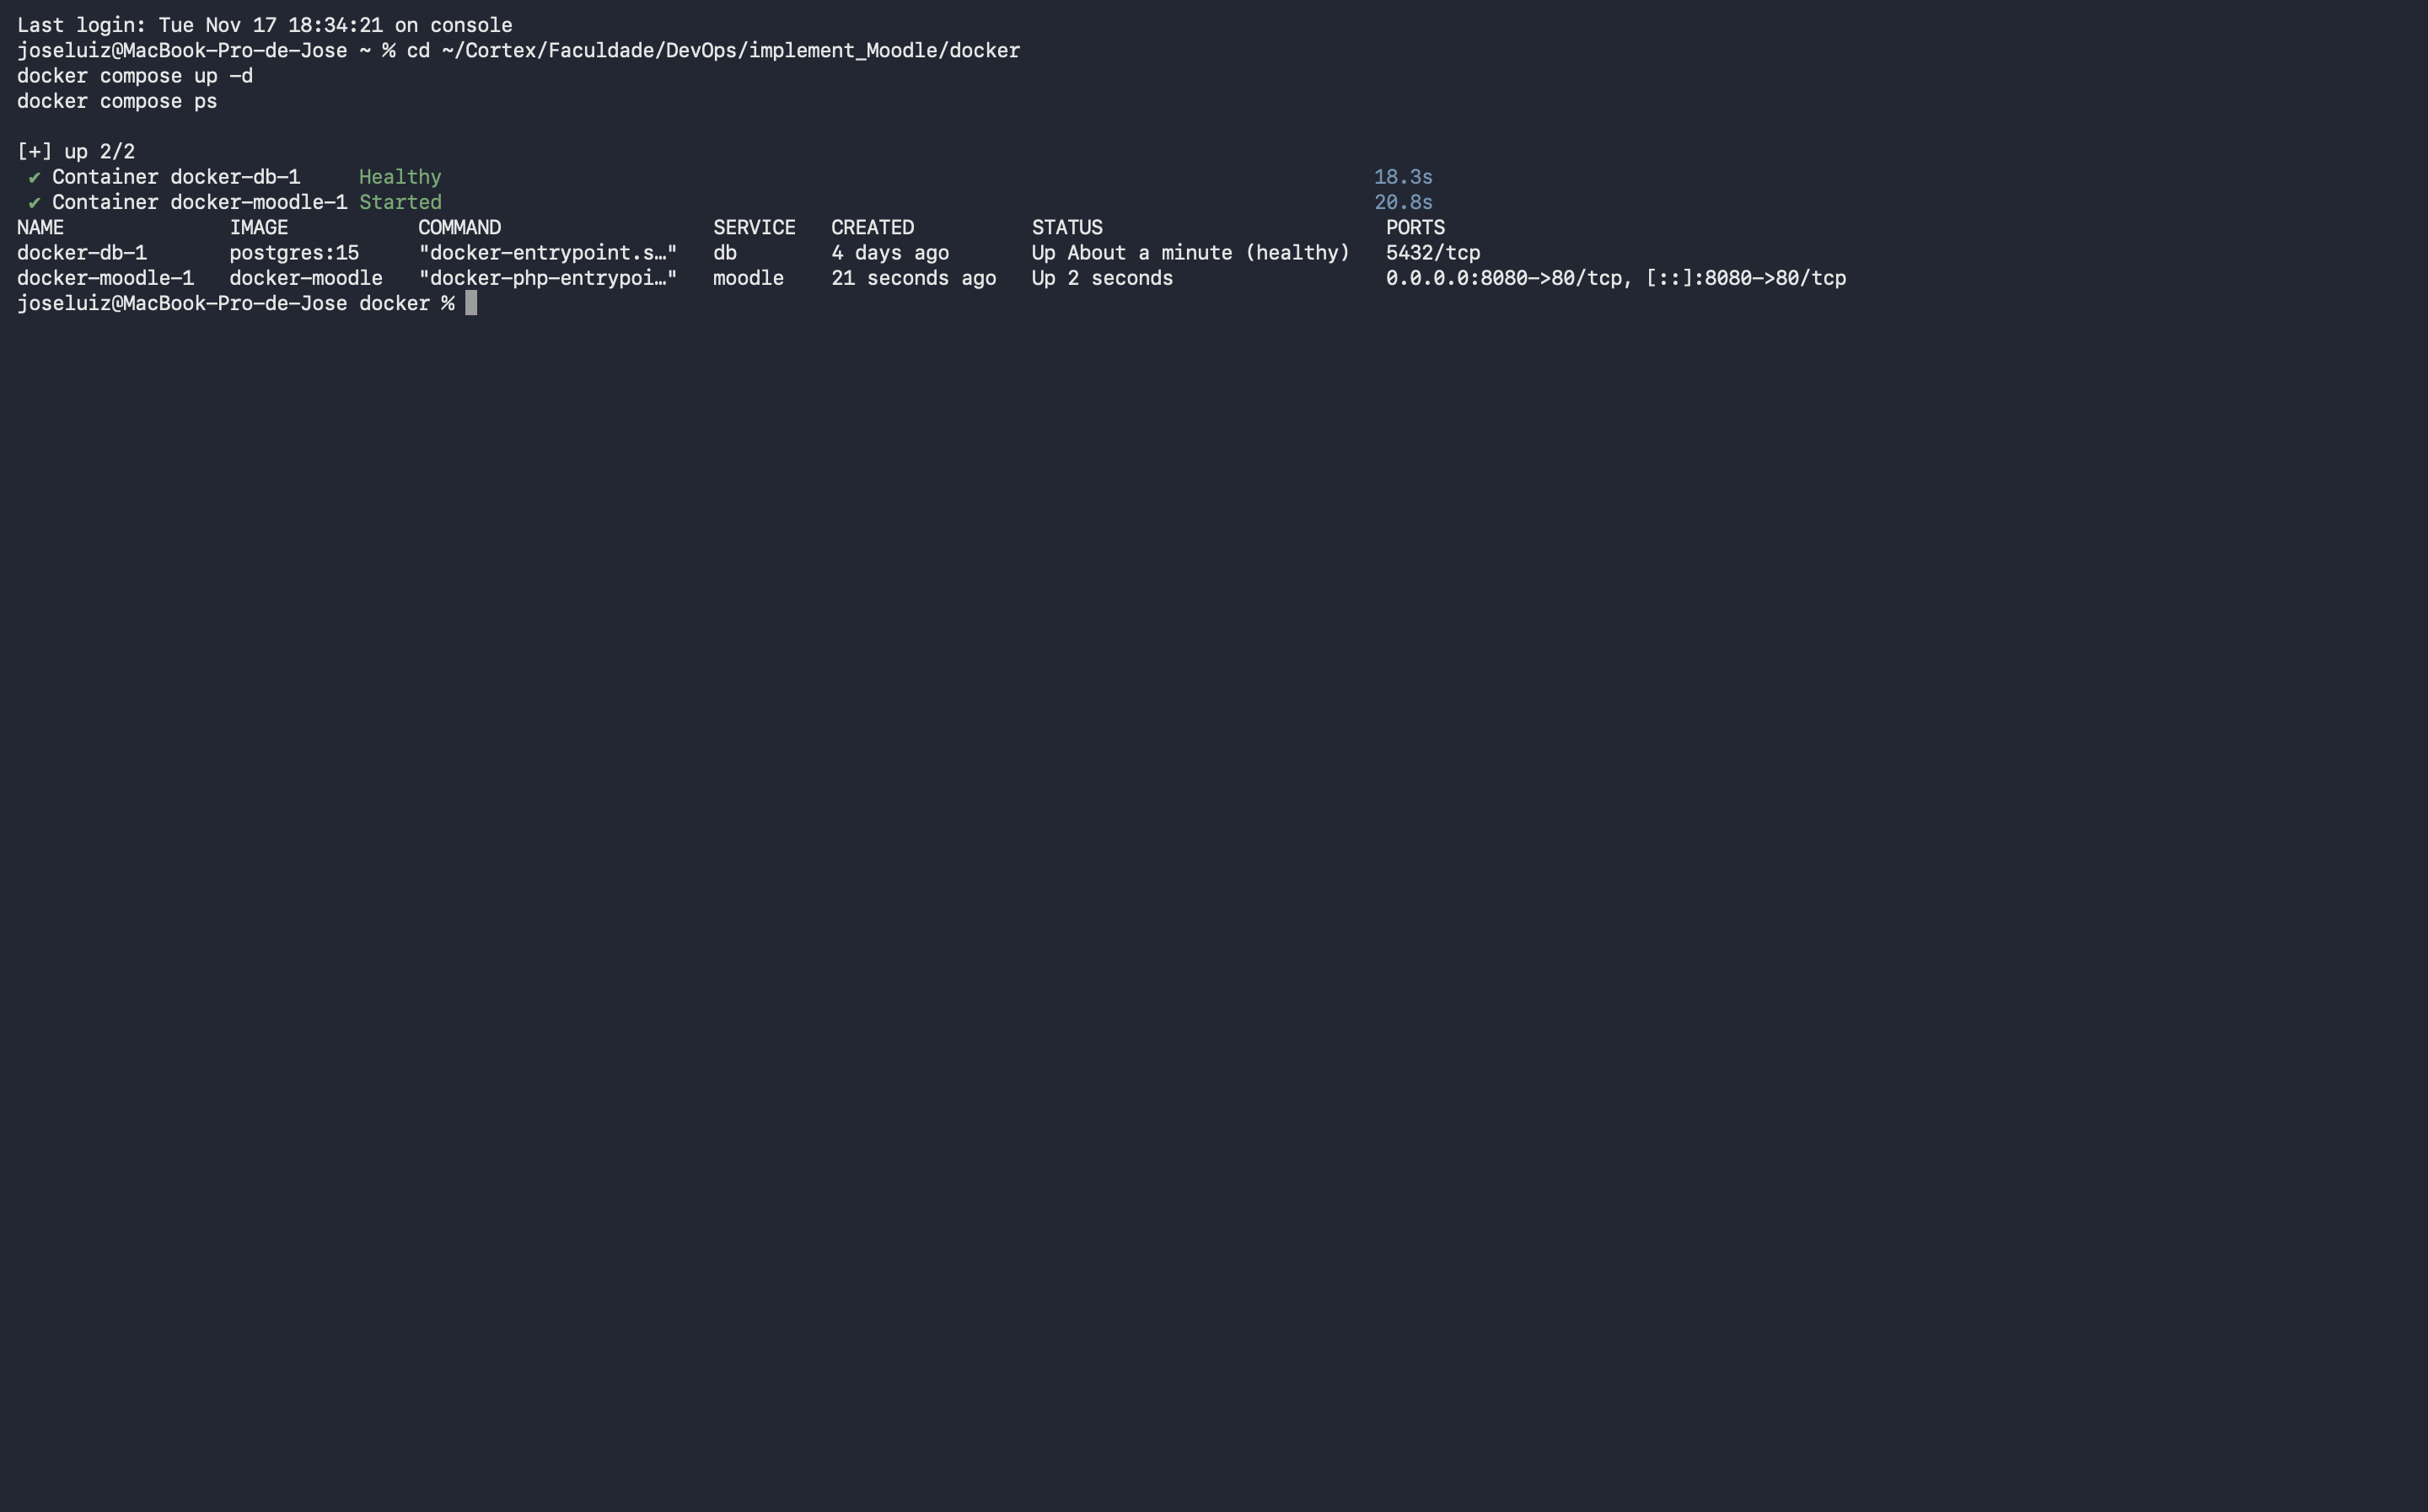 Last login: Tue Nov 17 18:34:21 on console
joseluiz@MacBook-Pro-de-Jose ~ % cd ~/Cortex/Faculdade/DevOps/implement_Moodle/docker
docker compose up -d
docker compose ps
[+] up 2/2
✔ Container docker-db-1 Healthy 18.3s
✔ Container docker-moodle-1 Started 20.8s
NAME IMAGE COMMAND SERVICE CREATED STATUS PORTS
docker-db-1 postgres:15 "docker-entrypoint.s…" db 4 days ago Up About a minute (healthy) 5432/tcp
docker-moodle-1 docker-moodle "docker-php-entrypoi…" moodle 21 seconds ago Up 2 seconds 0.0.0.0:8080->80/tcp, [::]:8080->80/tcp
joseluiz@MacBook-Pro-de-Jose docker %